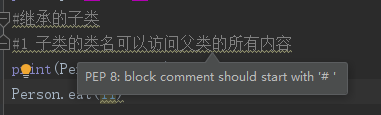 #继承的子类
#1 子类的类名可以访问父类的所有内容
print(Pe
PEP 8: block comment should start with '# '
Person.eat(11)